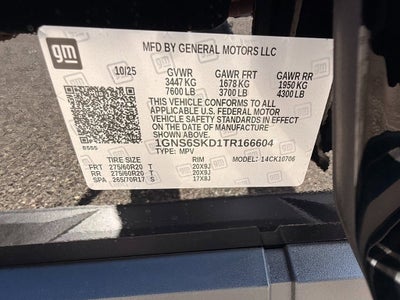 gm
MFD BY GENERAL MOTORS LLC
10/25 GVWR GAWR FRT GAWR RR
3447 KG 1678 KG 1950 KG
7600 LB 3700 LB 4300 LB
THIS VEHICLE CONFORMS TO ALL
APPLICABLE U.S. FEDERAL MOTOR
VEHICLE SAFETY STANDARDS IN EFFECT
ON THE DATE OF MANUFACTURE
1GNS6SKD1TR166604
TYPE: MPV MODEL: 14CK10706
TIRE SIZE RIM
FRT 275/60R20 T 20X9J
RR 275/60R20 T 20X9J
SPA 265/70R17 S 17X8J